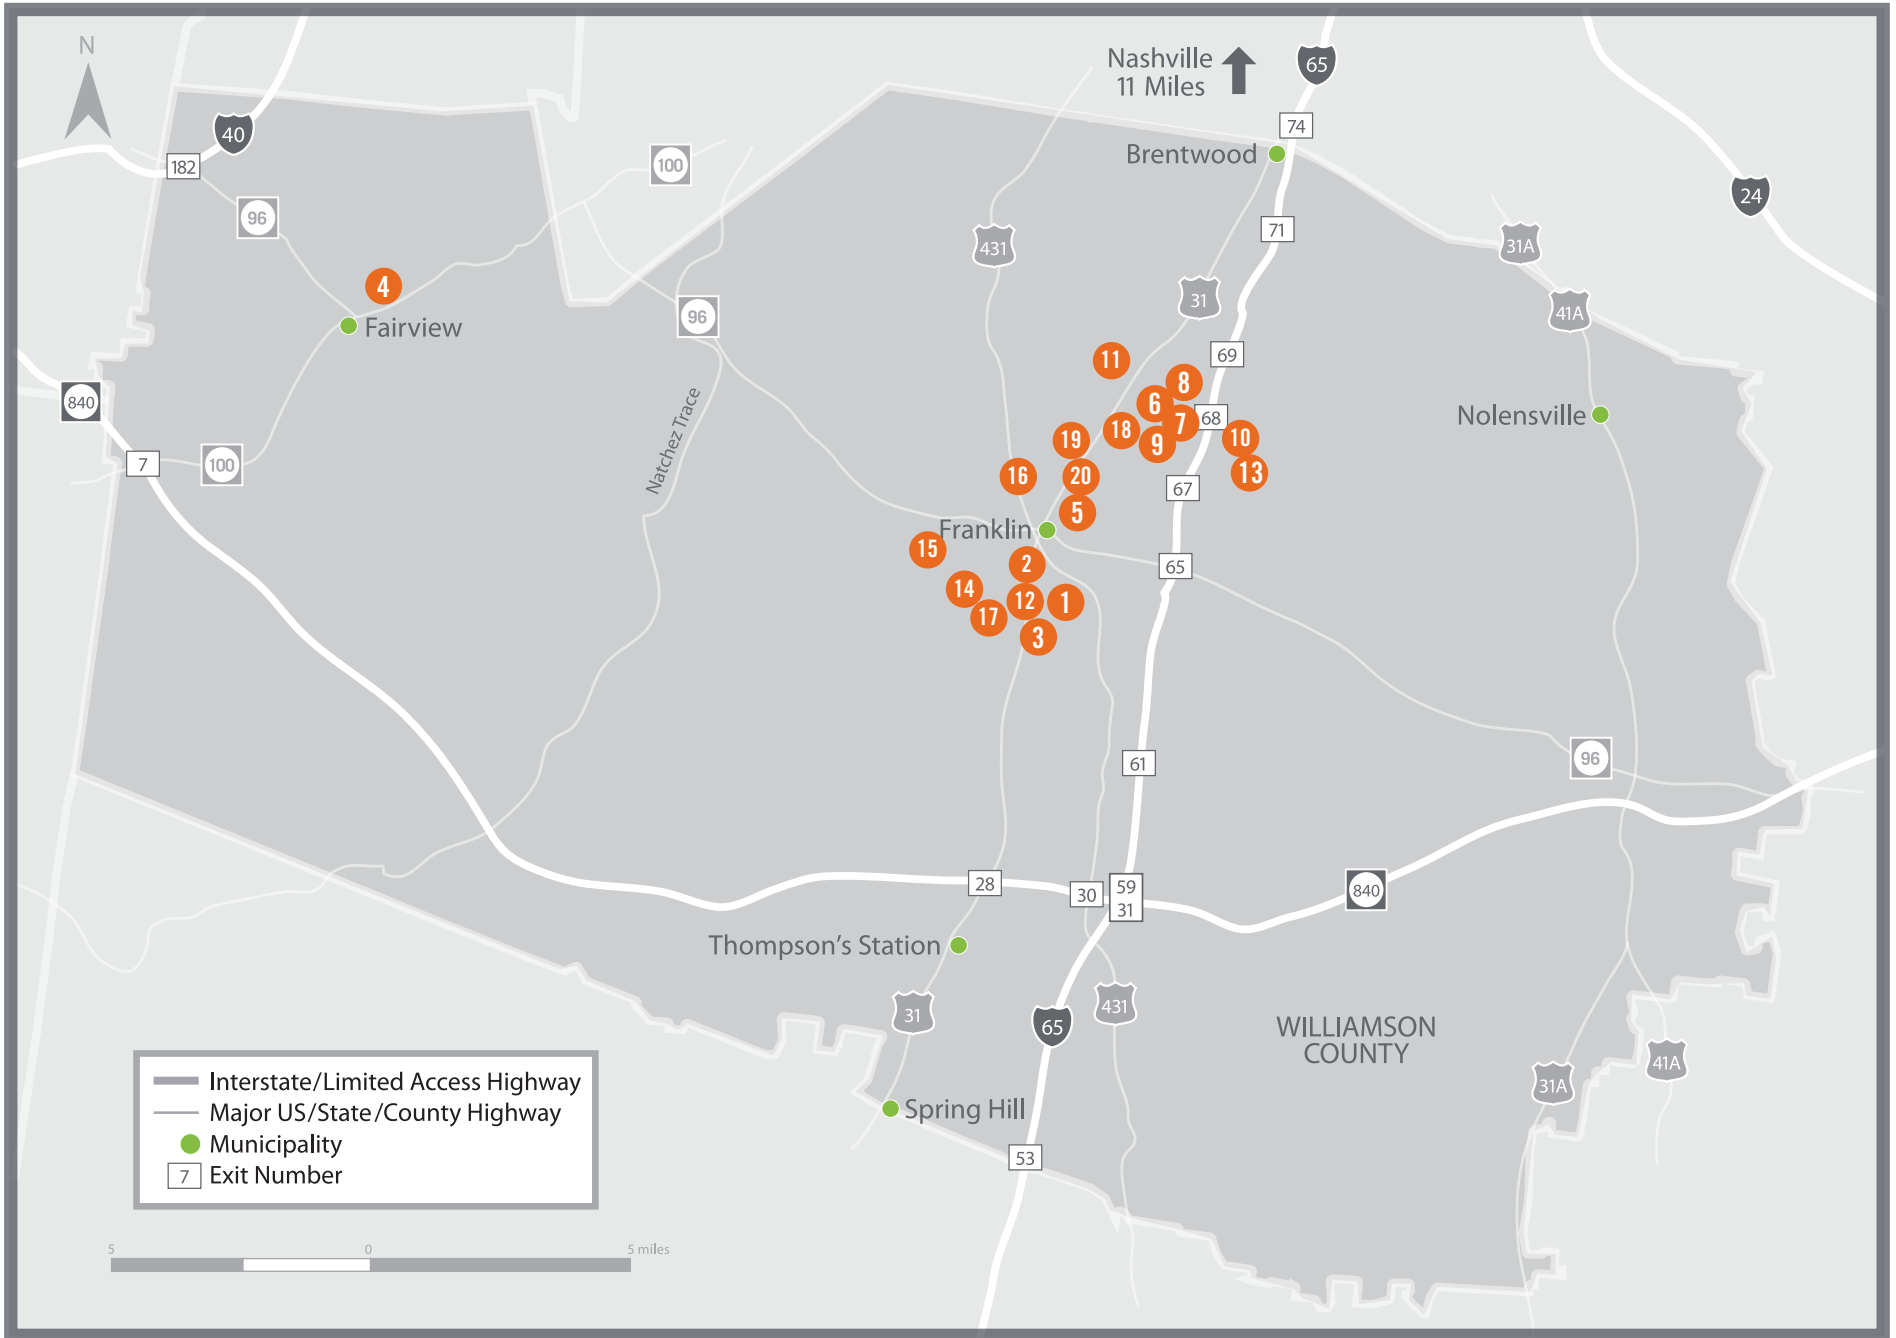 N
Nashville
11 Miles
65
40
74
Brentwood
182
100
24
96
71
431
31A
4
31
41A
96
Fairview
69
11
8
840
6
Nolensville
Natchez Trace
7
68
18
10
19
9
7
100
16
20
13
67
5
Franklin
15
2
65
14
12
1
17
3
61
96
28
59
30
31
840
Thompson's Station
31
65
431
WILLIAMSON
COUNTY
41A
31A
Interstate/Limited Access Highway
Major US/State/County Highway
Spring Hill
Municipality
53
7
Exit Number
5
0
5 miles